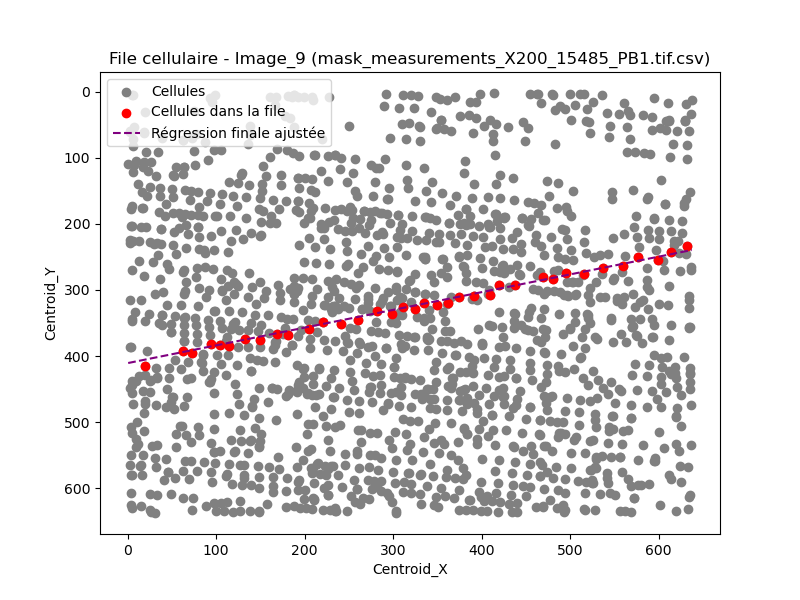 File cellulaire - Image_9 (mask_measurements_X200_15485_PB1.tif.csv)
Cellules
Cellules dans la file
Régression finale ajustée
0
100
200
300
400
500
600
Centroid_Y
0 100 200 300 400 500 600
Centroid_X